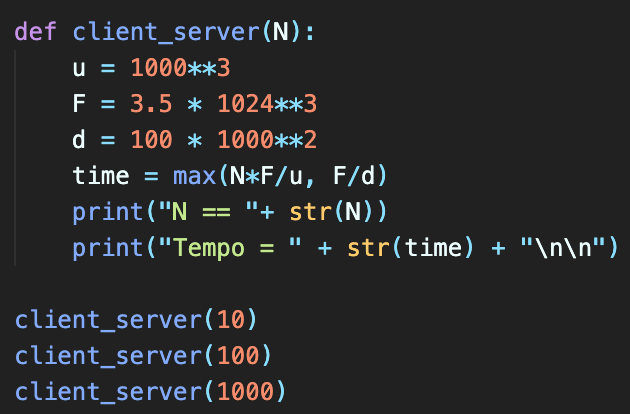 def client_server(N):
    u = 1000**3
    F = 3.5 * 1024**3
    d = 100 * 1000**2
    time = max(N*F/u, F/d)
    print("N == "+ str(N))
    print("Tempo = " + str(time) + "\n\n")

client_server(10)
client_server(100)
client_server(1000)